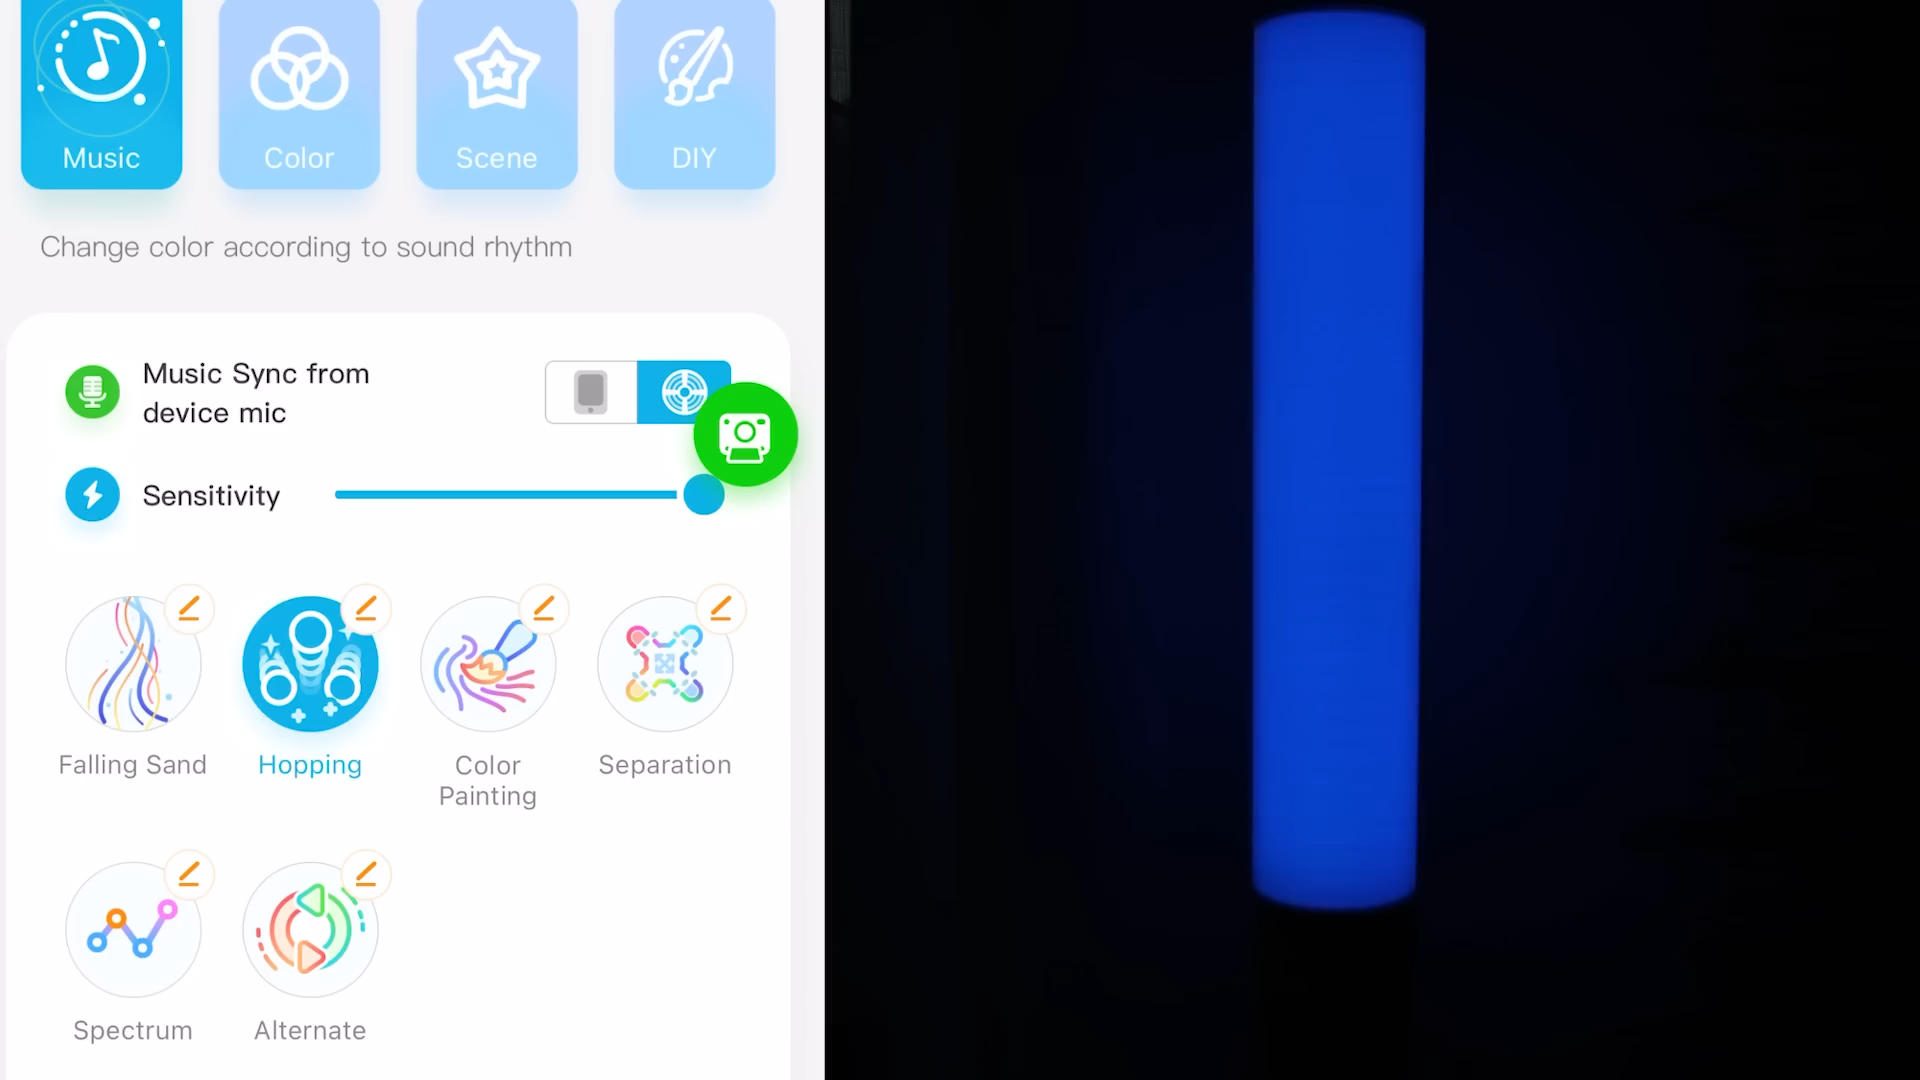 Music
Color
Scene
DIY
Change color according to sound rhythm
Music Sync from
device mic
Sensitivity
Falling Sand
Hopping
Color
Painting
Separation
Spectrum
Alternate